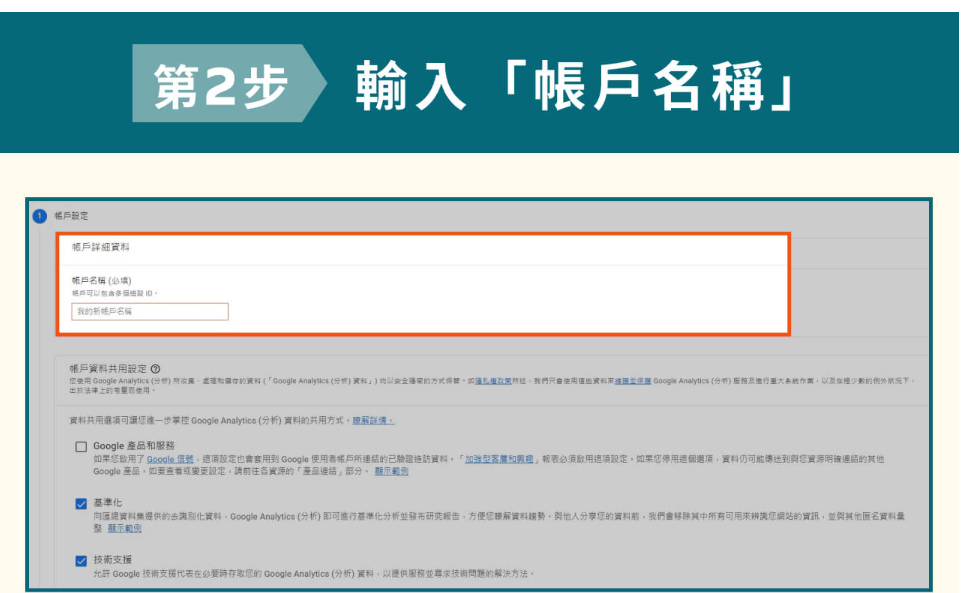 第2步
輸入「帳戶名稱」
1 帳戶設定
帳戶詳細資料
帳戶名稱 (必填)
帳戶可以包含多個追蹤 ID。
我的新帳戶名稱
帳戶資料共用設定
您使用 Google Analytics (分析) 所收集、處理和儲存的資料 (「Google Analytics (分析) 資料」) 均以安全隱密的方式保管。如隱私權政策所述，我們只會使用這些資料來維護並保護 Google Analytics (分析) 服務及進行重大系統作業，以及在極少數的例外狀況下，
出於法律上的考量而使用。
資料共用選項可讓您進一步掌控 Google Analytics (分析) 資料的共用方式。瞭解詳情。
Google 產品和服務
如果您啟用了 Google 信號，這項設定也會套用到 Google 使用者帳戶所連結的已驗證造訪資料。「加強型客層和興趣」報表必須啟用這項設定。如果您停用這個選項，資料仍可能傳送到與您資源明確連結的其他
Google 產品。如要查看或變更設定，請前往各資源的「產品連結」部分。 顯示範例
基準化
向匯總資料集提供的去識別化資料，Google Analytics (分析) 即可進行基準化分析並發布研究報告，方便您瞭解資料趨勢。與他人分享您的資料前，我們會移除其中所有可用來辨識您網站的資訊，並與其他匿名資料彙
整 顯示範例
技術支援
允許 Google 技術支援代表在必要時存取您的 Google Analytics (分析) 資料，以提供服務並尋求技術問題的解決方法。